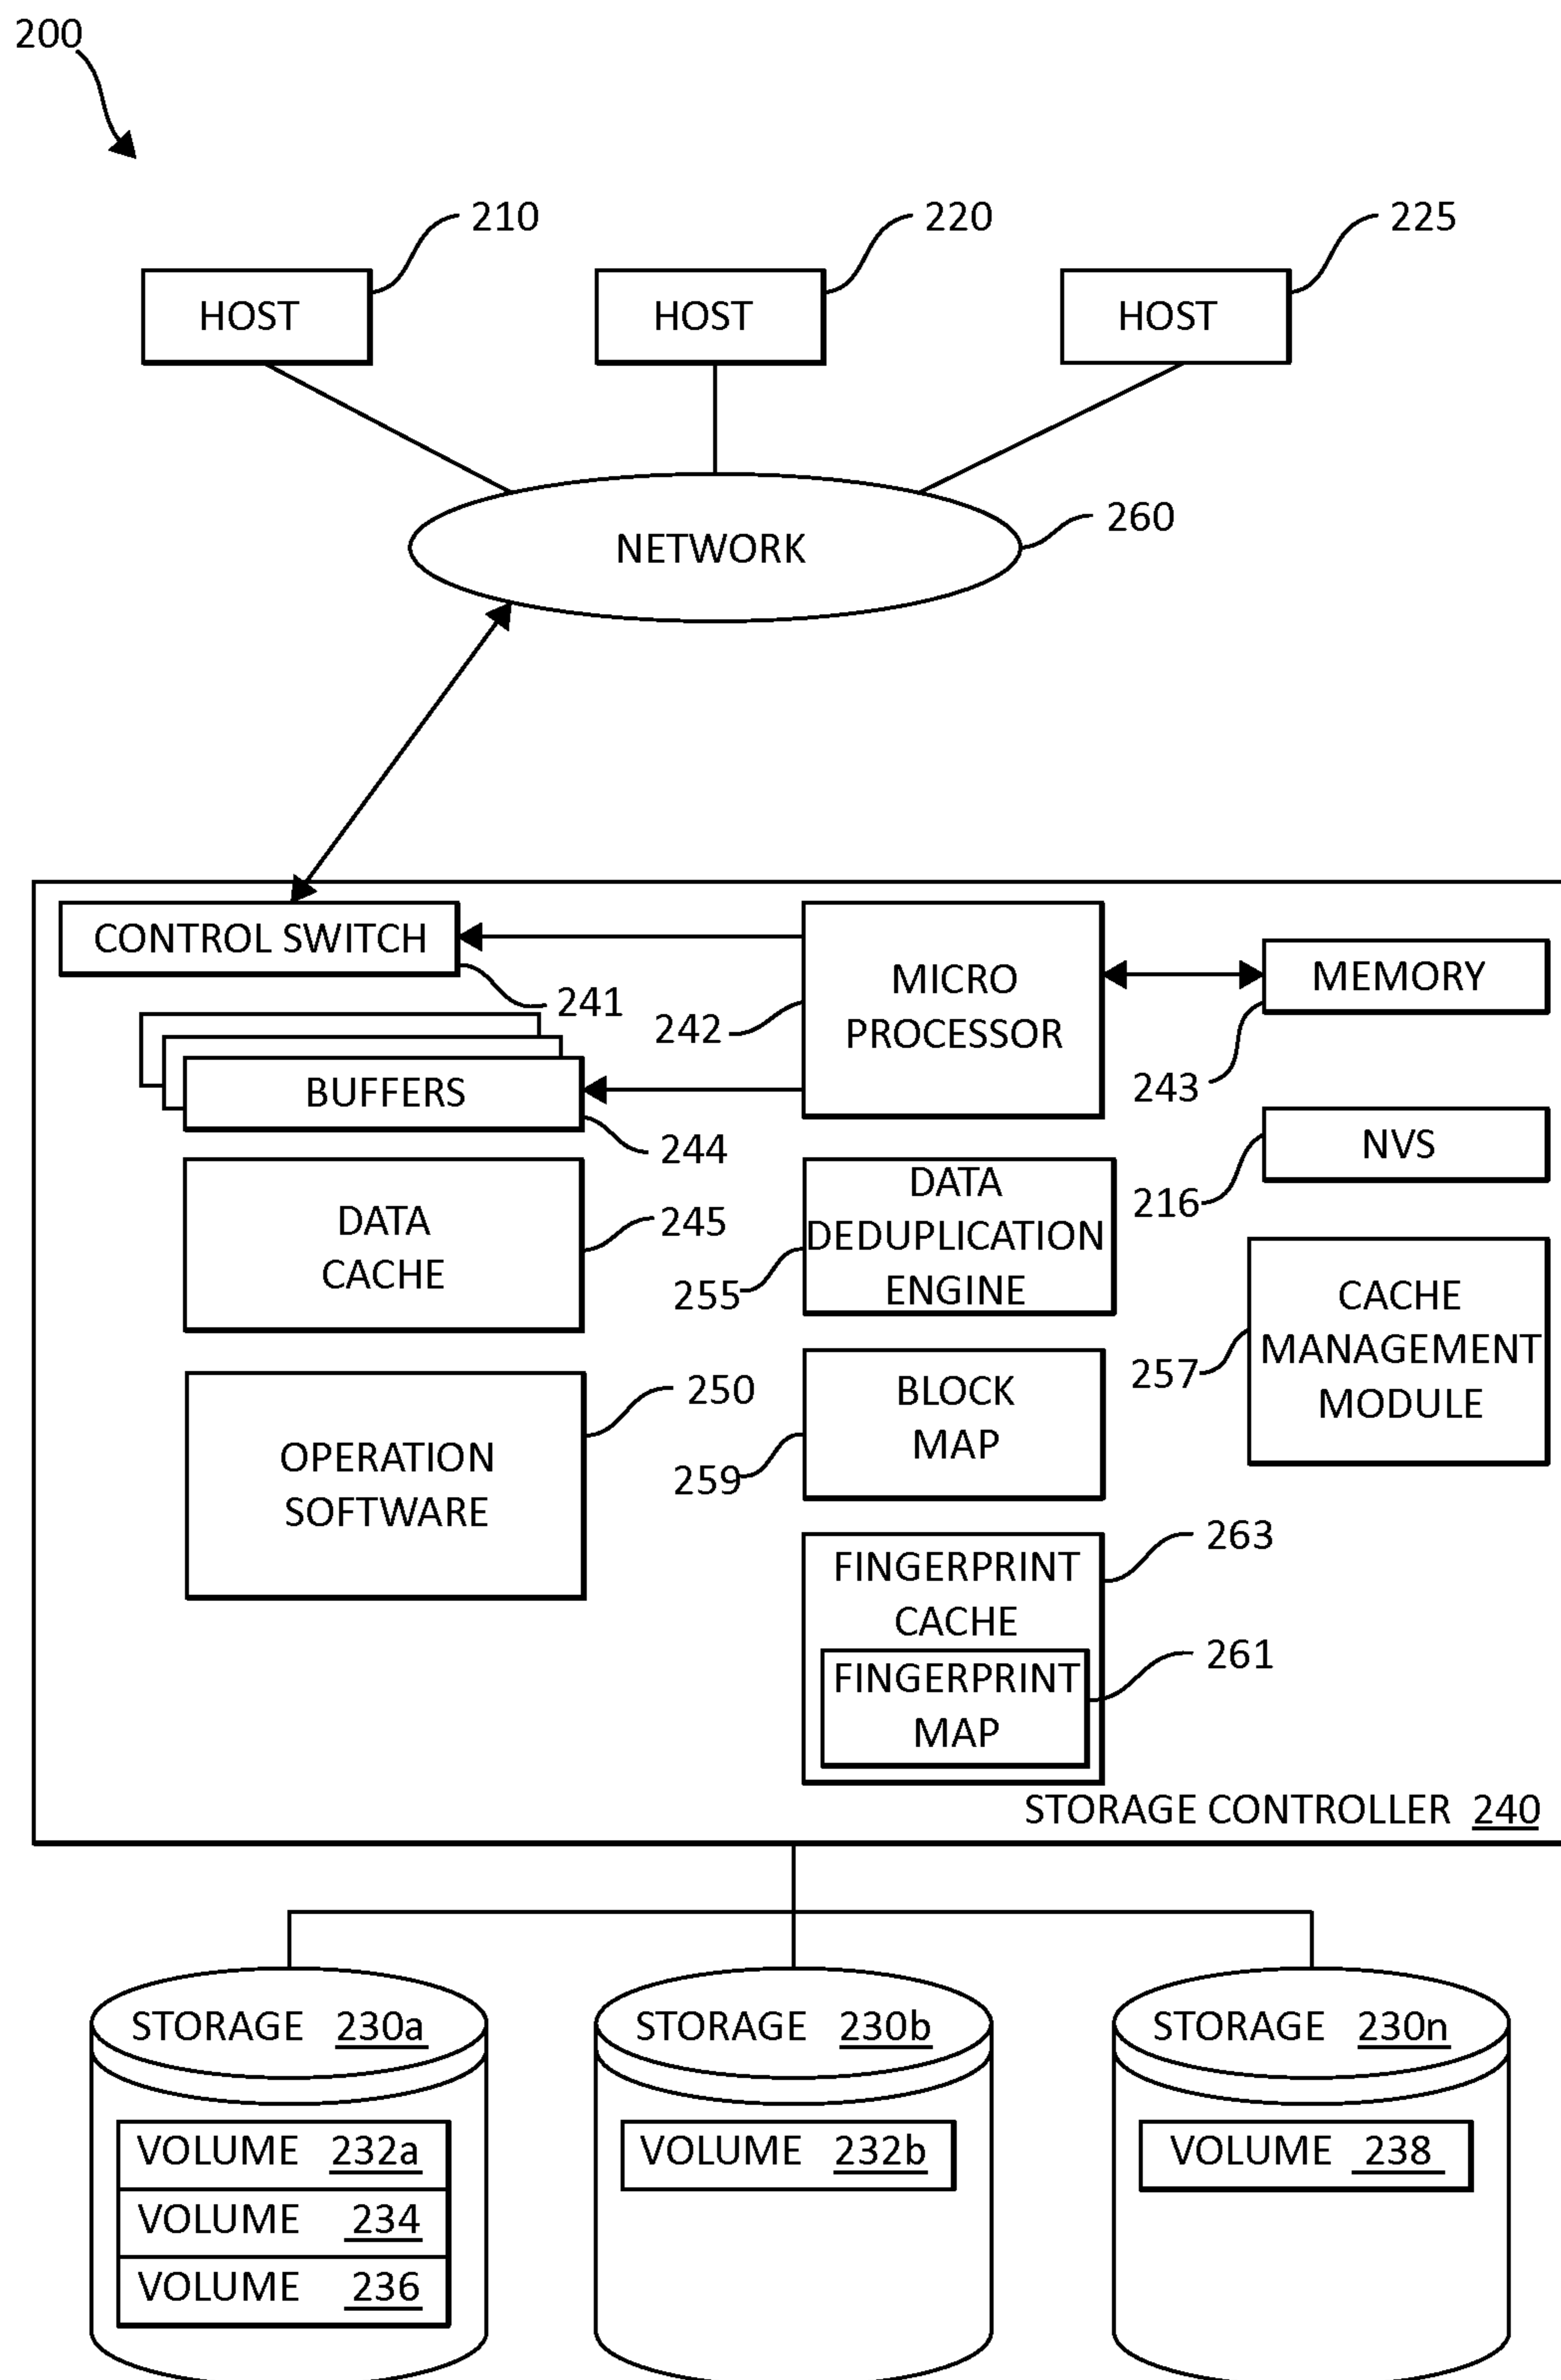 200
210
220
225
HOST
HOST
HOST
260
NETWORK
CONTROL SWITCH
241
MICRO
PROCESSOR
242
MEMORY
243
BUFFERS
244
NVS
216
DATA
CACHE
245
DATA
DEDUPLICATION
ENGINE
255
CACHE
MANAGEMENT
MODULE
257
OPERATION
SOFTWARE
250
BLOCK
MAP
259
FINGERPRINT
CACHE
263
FINGERPRINT
MAP
261
STORAGE CONTROLLER 240
STORAGE 230a
VOLUME 232a
VOLUME 234
VOLUME 236
STORAGE 230b
VOLUME 232b
STORAGE 230n
VOLUME 238